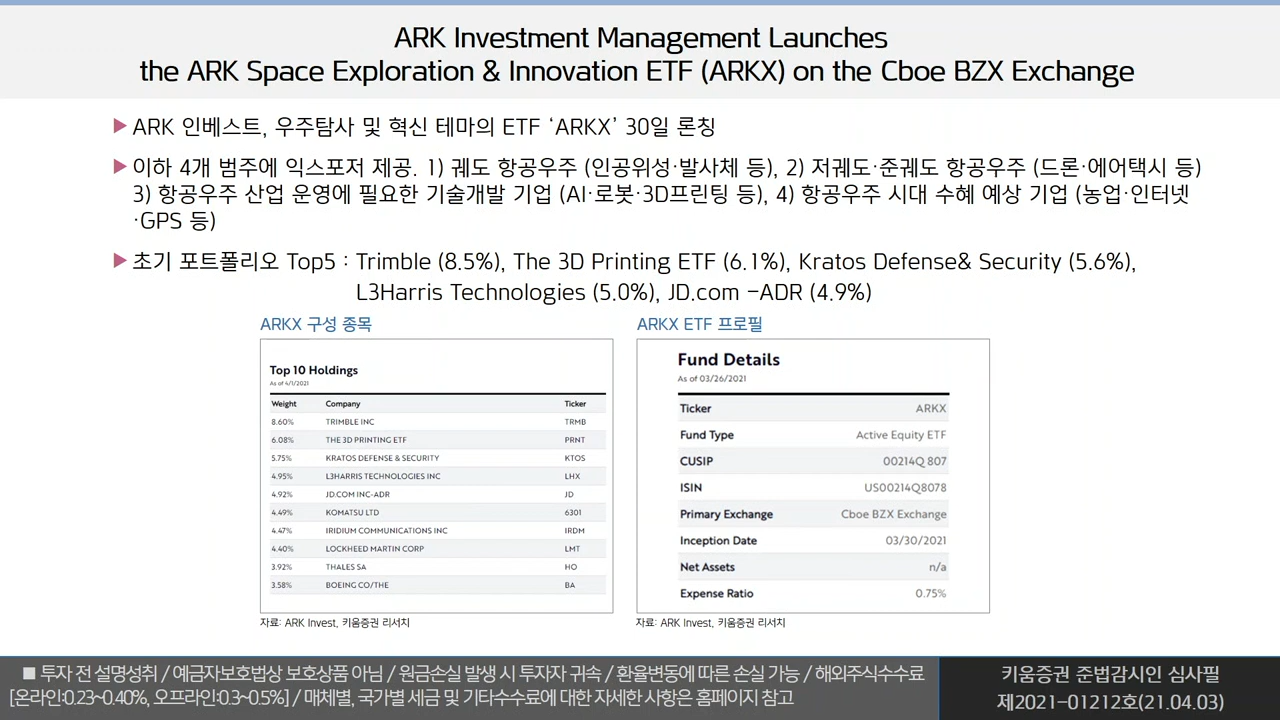 ARK Investment Management Launches
the ARK Space Exploration & Innovation ETF (ARKX) on the Cboe BZX Exchange
▶ ARK 인베스트, 우주탐사 및 혁신 테마의 ETF ‘ARKX’ 30일 론칭
▶ 이하 4개 범주에 익스포저 제공. 1) 궤도 항공우주 (인공위성·발사체 등), 2) 저궤도·준궤도 항공우주 (드론·에어택시 등)
3) 항공우주 산업 운영에 필요한 기술개발 기업 (AI·로봇·3D프린팅 등), 4) 항공우주 시대 수혜 예상 기업 (농업·인터넷
·GPS 등)
▶ 초기 포트폴리오 Top5 : Trimble (8.5%), The 3D Printing ETF (6.1%), Kratos Defense& Security (5.6%),
L3Harris Technologies (5.0%), JD.com –ADR (4.9%)
ARKX 구성 종목
Top 10 Holdings
As of 4/1/2021
Weight Company Ticker
8.60% TRIMBLE INC TRMB
6.08% THE 3D PRINTING ETF PRNT
5.75% KRATOS DEFENSE & SECURITY KTOS
4.95% L3HARRIS TECHNOLOGIES INC LHX
4.92% JD.COM INC-ADR JD
4.49% KOMATSU LTD 6301
4.47% IRIDIUM COMMUNICATIONS INC IRDM
4.40% LOCKHEED MARTIN CORP LMT
3.92% THALES SA HO
3.58% BOEING CO/THE BA
자료: ARK Invest, 키움증권 리서치
ARKX ETF 프로필
Fund Details
As of 03/26/2021
Ticker ARKX
Fund Type Active Equity ETF
CUSIP 00214Q 807
ISIN US00214Q8078
Primary Exchange Cboe BZX Exchange
Inception Date 03/30/2021
Net Assets n/a
Expense Ratio 0.75%
자료: ARK Invest, 키움증권 리서치
■ 투자 전 설명성취 / 예금자보호법상 보호상품 아님 / 원금손실 발생 시 투자자 귀속 / 환율변동에 따른 손실 가능 / 해외주식수수료
[온라인:0.23~0.40%, 오프라인:0.3~0.5%] / 매체별, 국가별 세금 및 기타수수료에 대한 자세한 사항은 홈페이지 참고
키움증권 준법감시인 심사필
제2021-01212호(21.04.03)